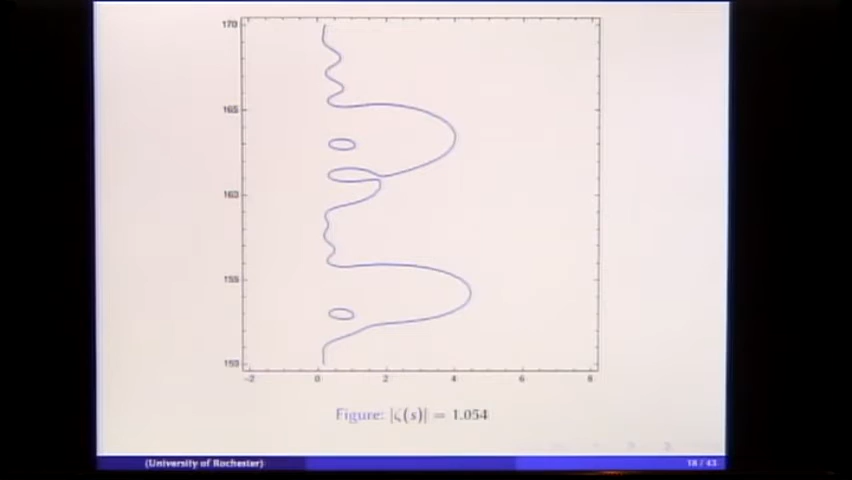 170
165
160
155
150
-2 0 2 4 6 8
Figure: |ζ(s)| = 1.054
(University of Rochester)
18 / 43